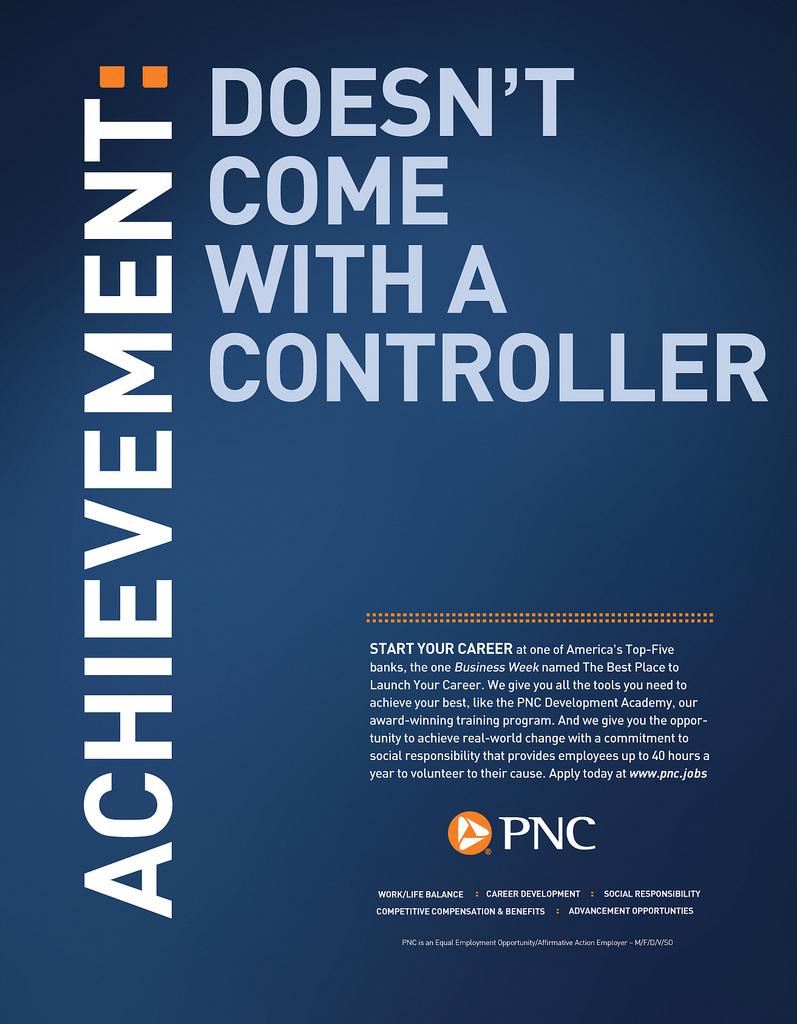 ACHIEVEMENT:
DOESN'T
COME
WITH A
CONTROLLER
START YOUR CAREER at one of America's Top-Five
banks, the one Business Week named The Best Place to
Launch Your Career. We give you all the tools you need to
achieve your best, like the PNC Development Academy, our
award-winning training program. And we give you the oppor-
tunity to achieve real-world change with a commitment to
social responsibility that provides employees up to 40 hours a
year to volunteer to their cause. Apply today at www.pnc.jobs
PNC
WORK/LIFE BALANCE : CAREER DEVELOPMENT : SOCIAL RESPONSIBILITY
COMPETITIVE COMPENSATION & BENEFITS : ADVANCEMENT OPPORTUNTIES
PNC is an Equal Employment Opportunity/Affirmative Action Employer – M/F/D/V/SO